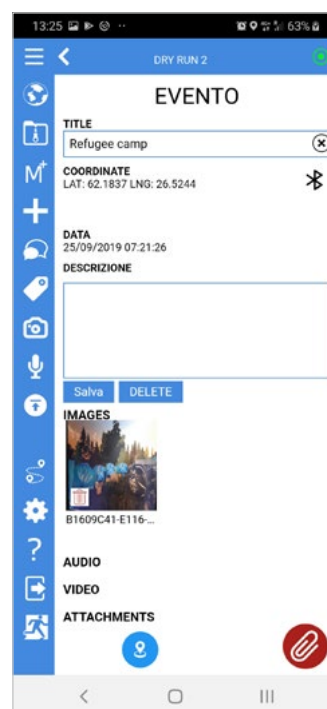 13:25
63%
DRY RUN 2
EVENTO
TITLE
Refugee camp
COORDINATE
LAT: 62.1837 LNG: 26.5244
DATA
25/09/2019 07:21:26
DESCRIZIONE
M+
Salva DELETE
IMAGES
B1609C41-E116-...
?
AUDIO
VIDEO
ATTACHMENTS